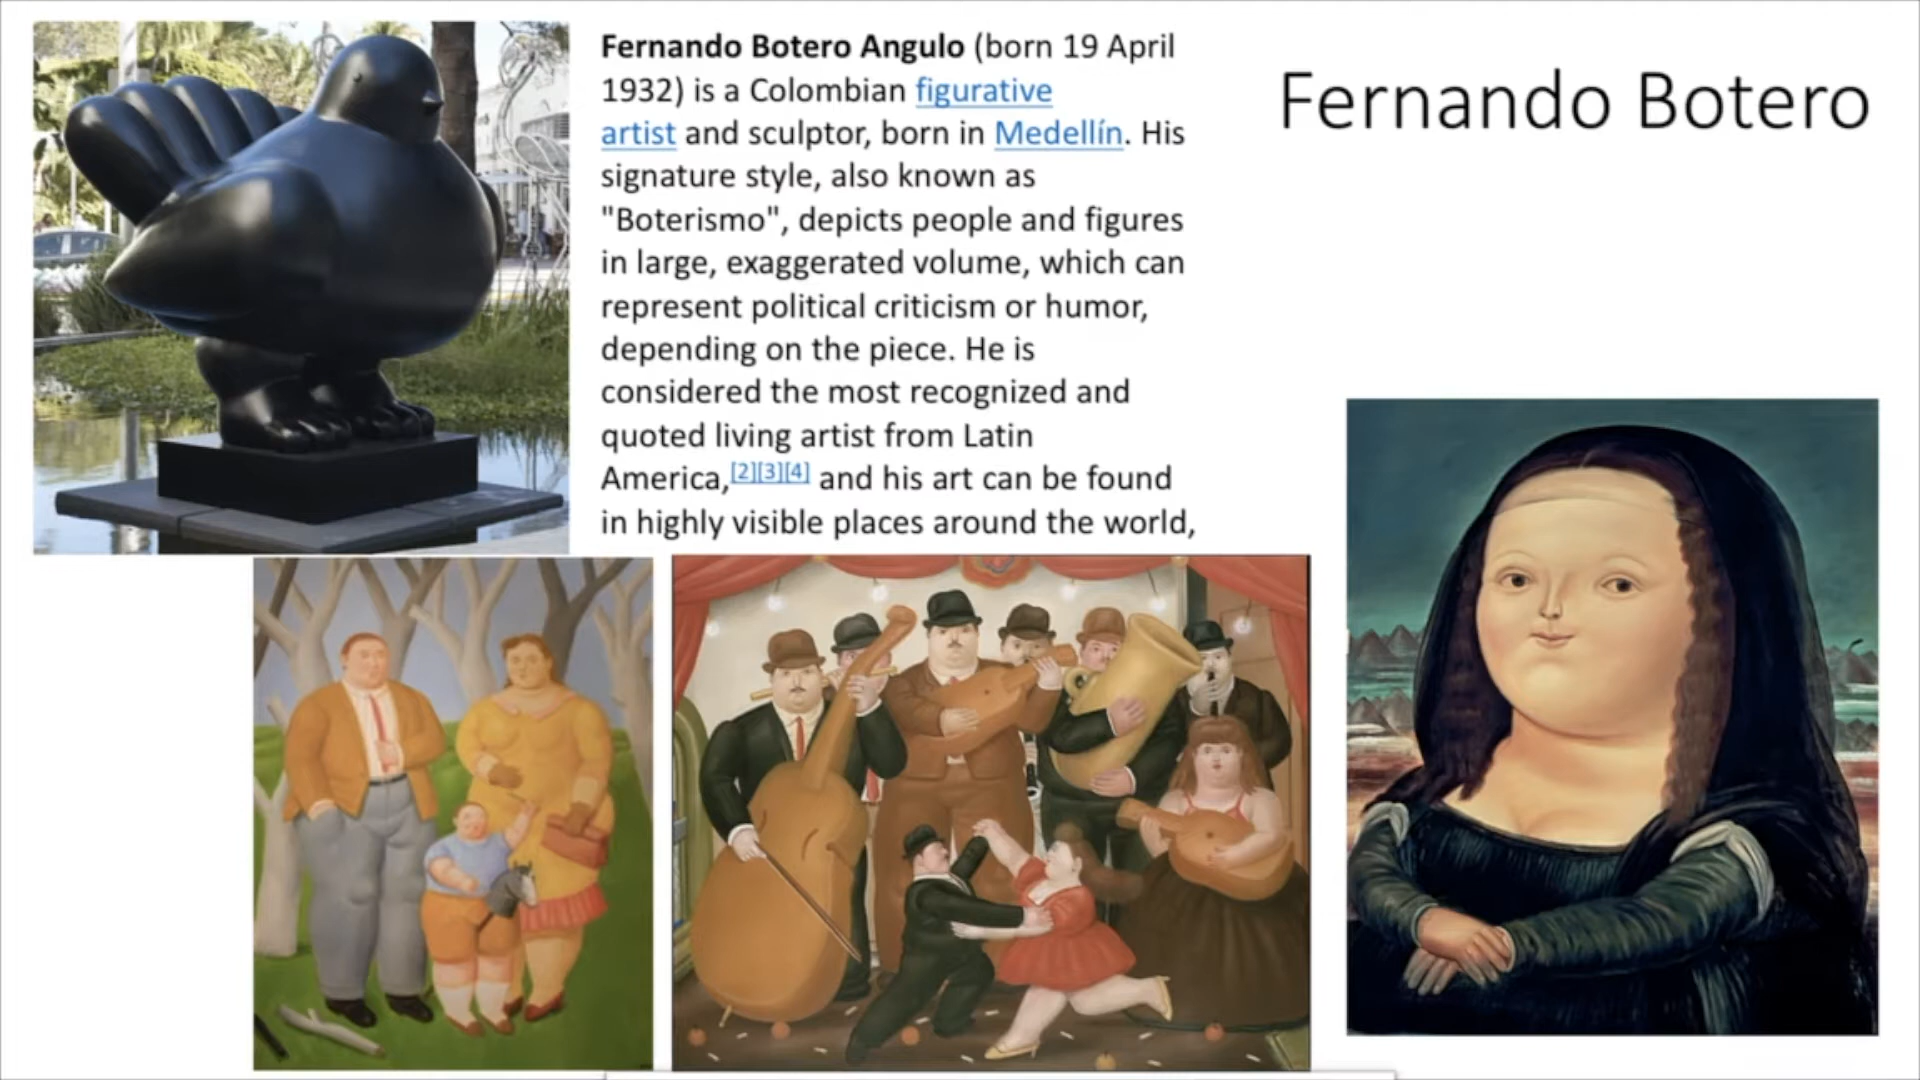 Fernando Botero
Fernando Botero Angulo (born 19 April
1932) is a Colombian figurative
artist and sculptor, born in Medellín. His
signature style, also known as
"Boterismo", depicts people and figures
in large, exaggerated volume, which can
represent political criticism or humor,
depending on the piece. He is
considered the most recognized and
quoted living artist from Latin
America,[2][3][4] and his art can be found
in highly visible places around the world,